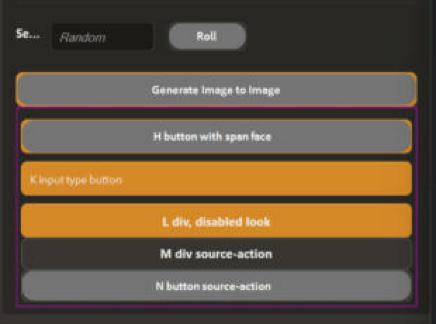 Se... Random Roll
Generate Image to Image
H button with span face
K input type button
L div, disabled look
M div source-action
N button source-action